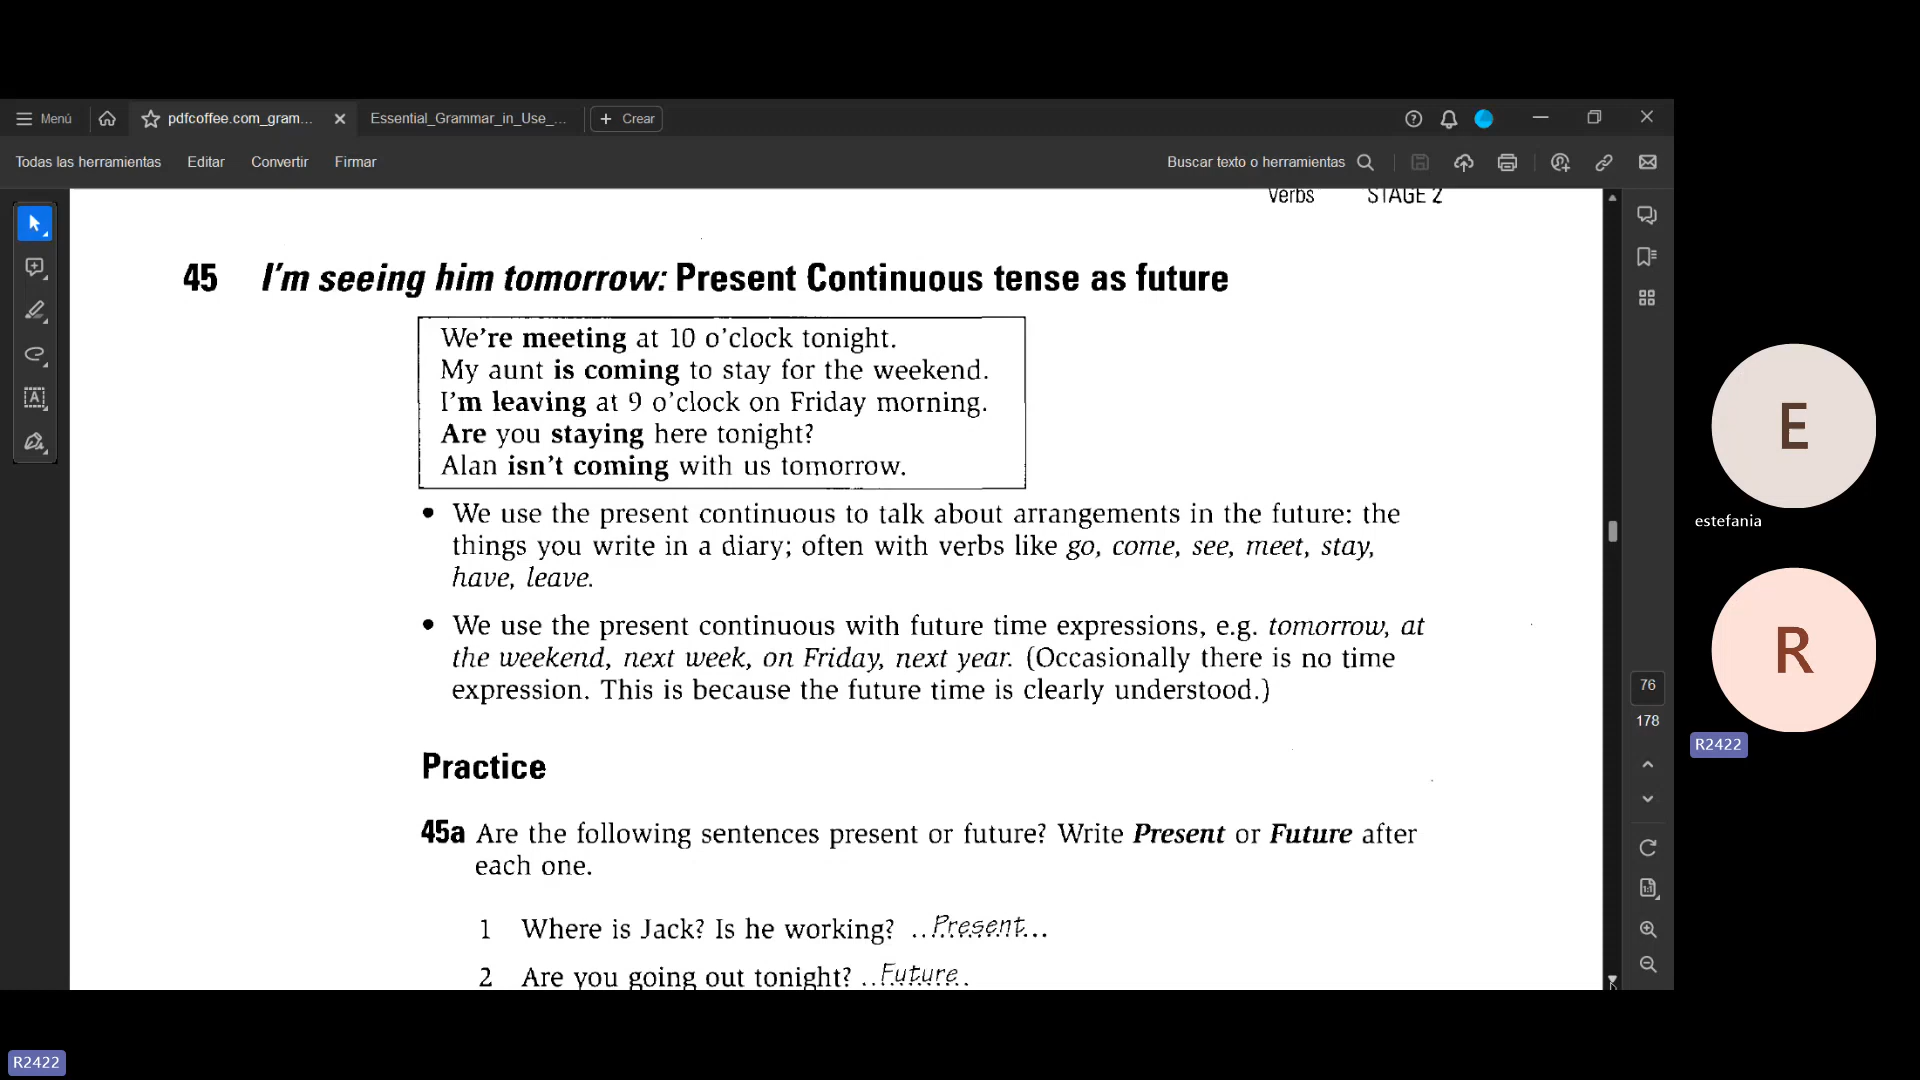 Menú
pdfcoffee.com_gram...
Essential_Grammar_in_Use_...
Crear
Todas las herramientas
Editar
Convertir
Firmar
Buscar texto o herramientas
Verbs STAGE 2
45 I'm seeing him tomorrow: Present Continuous tense as future
We're meeting at 10 o'clock tonight.
My aunt is coming to stay for the weekend.
I'm leaving at 9 o'clock on Friday morning.
Are you staying here tonight?
Alan isn't coming with us tomorrow.
• We use the present continuous to talk about arrangements in the future: the
things you write in a diary; often with verbs like go, come, see, meet, stay,
have, leave.
• We use the present continuous with future time expressions, e.g. tomorrow, at
the weekend, next week, on Friday, next year. (Occasionally there is no time
expression. This is because the future time is clearly understood.)
Practice
45a Are the following sentences present or future? Write Present or Future after
each one.
1 Where is Jack? Is he working? ..Present...
2 Are you going out tonight? ..Future..
76
178
E
estefania
R
R2422
R2422